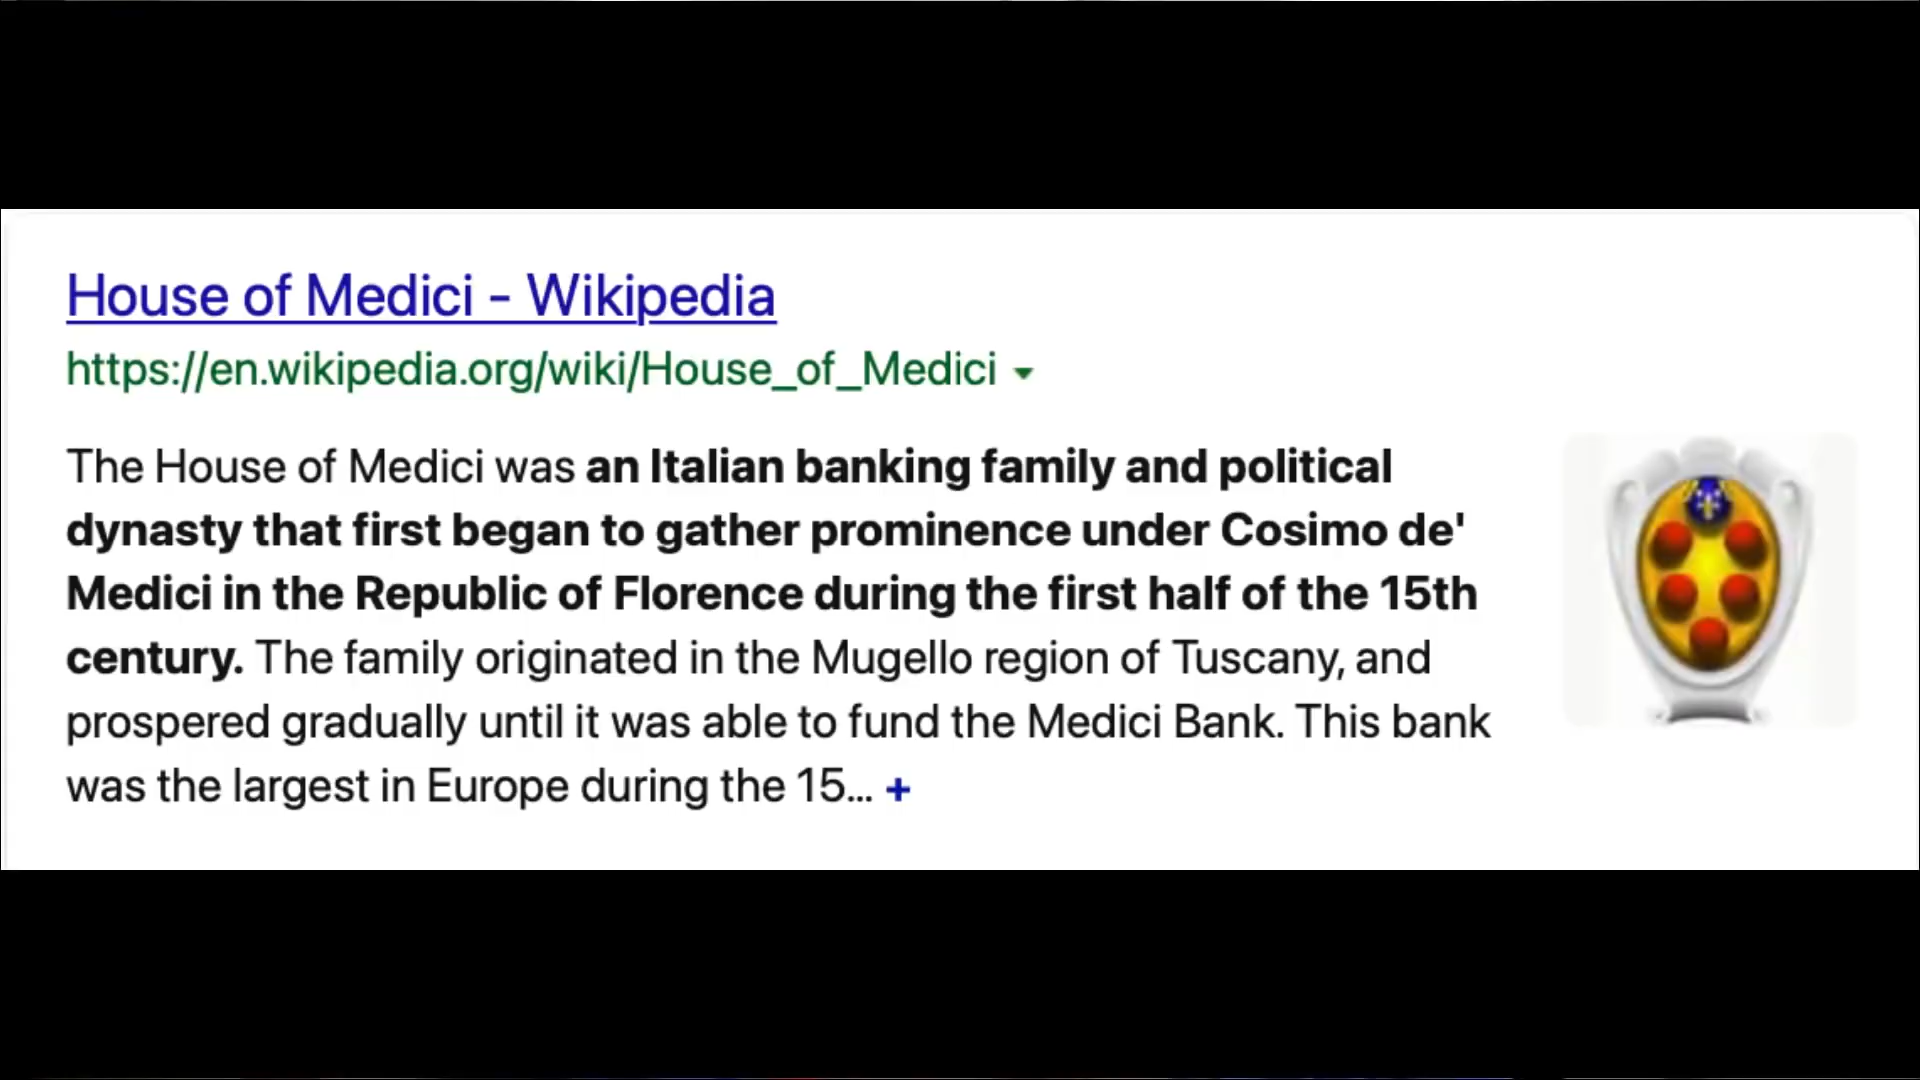 House of Medici - Wikipedia
https://en.wikipedia.org/wiki/House_of_Medici
The House of Medici was an Italian banking family and political
dynasty that first began to gather prominence under Cosimo de'
Medici in the Republic of Florence during the first half of the 15th
century. The family originated in the Mugello region of Tuscany, and
prospered gradually until it was able to fund the Medici Bank. This bank
was the largest in Europe during the 15... +